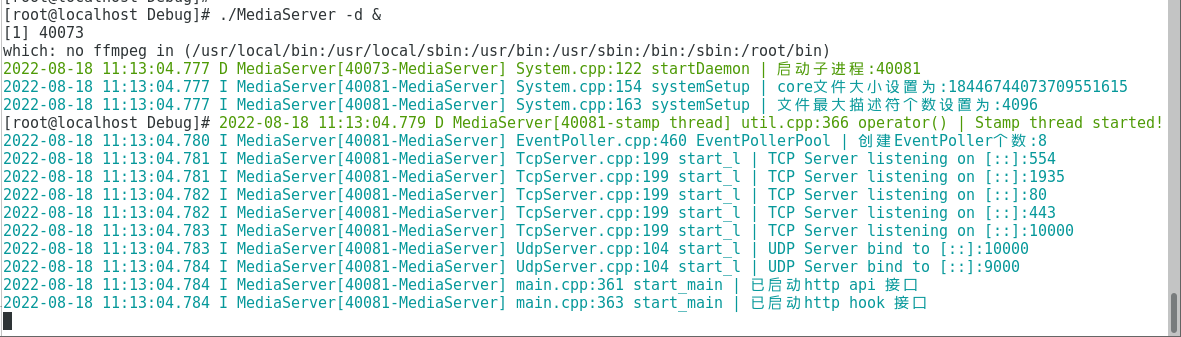 [root@localhost Debug]# ./MediaServer -d &
[1] 40073
which: no ffmpeg in (/usr/local/bin:/usr/local/sbin:/usr/bin:/usr/sbin:/bin:/sbin:/root/bin)
2022-08-18 11:13:04.777 D MediaServer[40073-MediaServer] System.cpp:122 startDaemon | 启动子进程:40081
2022-08-18 11:13:04.777 I MediaServer[40081-MediaServer] System.cpp:154 systemSetup | core文件大小设置为:18446744073709551615
2022-08-18 11:13:04.777 I MediaServer[40081-MediaServer] System.cpp:163 systemSetup | 文件最大描述符个数设置为:4096
[root@localhost Debug]# 2022-08-18 11:13:04.779 D MediaServer[40081-stamp thread] util.cpp:366 operator() | Stamp thread started!
2022-08-18 11:13:04.780 I MediaServer[40081-MediaServer] EventPoller.cpp:460 EventPollerPool | 创建EventPoller个数:8
2022-08-18 11:13:04.781 I MediaServer[40081-MediaServer] TcpServer.cpp:199 start_l | TCP Server listening on [::]:554
2022-08-18 11:13:04.781 I MediaServer[40081-MediaServer] TcpServer.cpp:199 start_l | TCP Server listening on [::]:1935
2022-08-18 11:13:04.782 I MediaServer[40081-MediaServer] TcpServer.cpp:199 start_l | TCP Server listening on [::]:80
2022-08-18 11:13:04.782 I MediaServer[40081-MediaServer] TcpServer.cpp:199 start_l | TCP Server listening on [::]:443
2022-08-18 11:13:04.783 I MediaServer[40081-MediaServer] TcpServer.cpp:199 start_l | TCP Server listening on [::]:10000
2022-08-18 11:13:04.783 I MediaServer[40081-MediaServer] UdpServer.cpp:104 start_l | UDP Server bind to [::]:10000
2022-08-18 11:13:04.784 I MediaServer[40081-MediaServer] UdpServer.cpp:104 start_l | UDP Server bind to [::]:9000
2022-08-18 11:13:04.784 I MediaServer[40081-MediaServer] main.cpp:361 start_main | 已启动http api 接口
2022-08-18 11:13:04.784 I MediaServer[40081-MediaServer] main.cpp:363 start_main | 已启动http hook 接口